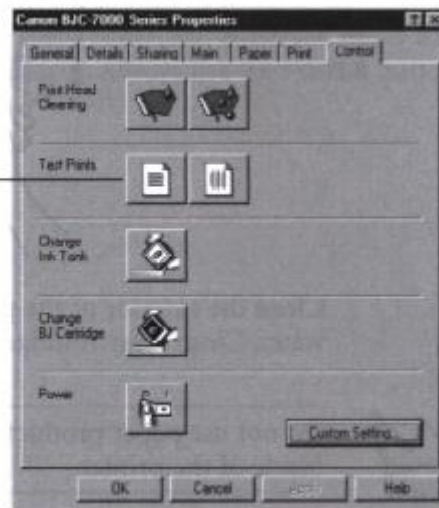 Canon BJC-7000 Series Properties
General Details Sharing Main Paper Print Control
Print Head
Cleaning
Test Prints
Change
Ink Tank
Change
BJ Cartridge
Power
Custom Setting...
OK Cancel Apply Help